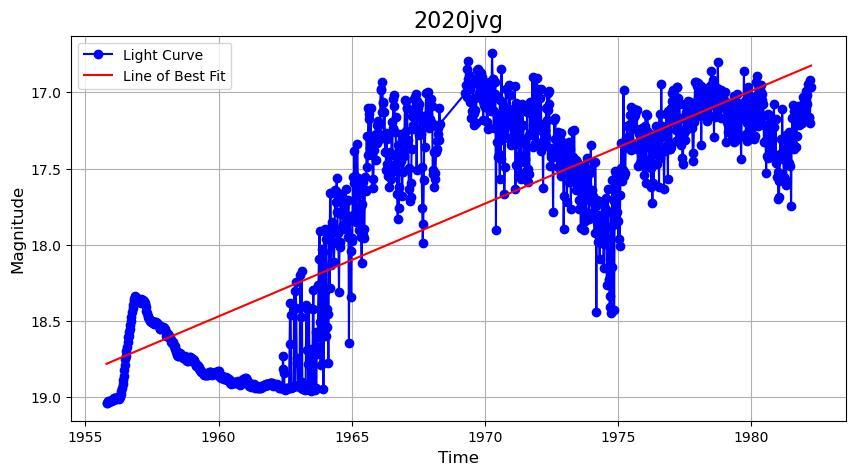 2020jvg
Light Curve
Line of Best Fit
17.0
17.5
18.0
18.5
19.0
Magnitude
1955 1960 1965 1970 1975 1980
Time